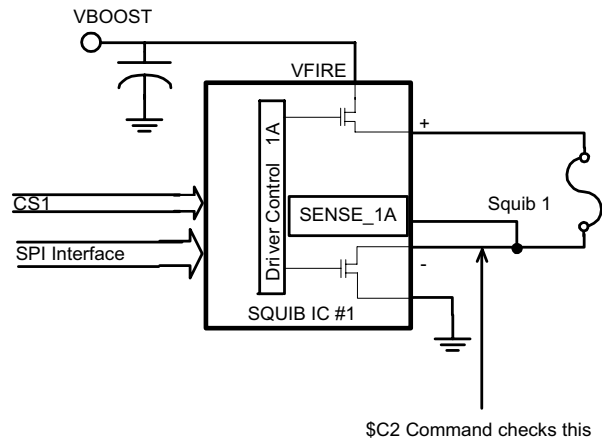 VBOOST
VFIRE
+
Driver Control 1A
CS1
SENSE_1A
Squib 1
SPI Interface
-
SQUIB IC #1
$C2 Command checks this